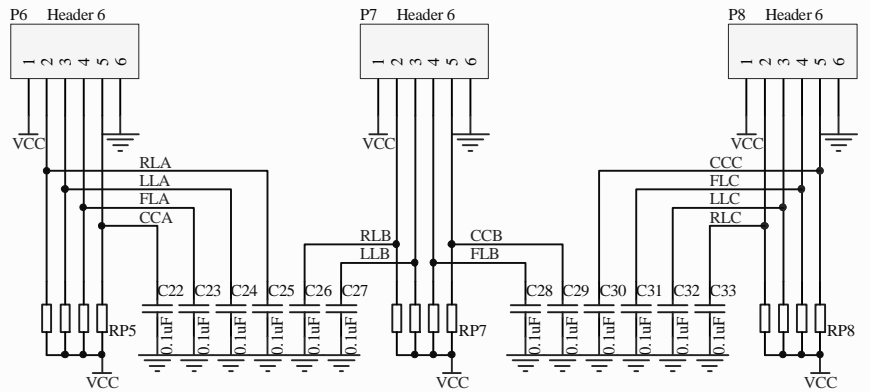 P6 Header 6 P7 Header 6 P8 Header 6
1 2 3 4 5 6 1 2 3 4 5 6 1 2 3 4 5 6
VCC VCC VCC
RLA CCC
LLA FLC
FLA LLC
CCA RLC
RLB CCB
LLB FLB
C22 C23 C24 C25 C26 C27 C28 C29 C30 C31 C32 C33
RP5 0.1uF 0.1uF 0.1uF 0.1uF 0.1uF 0.1uF RP7 0.1uF 0.1uF 0.1uF 0.1uF 0.1uF 0.1uF RP8
VCC VCC VCC